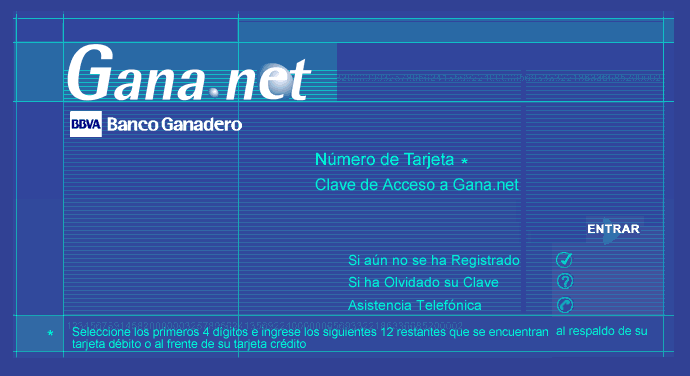 Gana.net
BBVA Banco Ganadero
Número de Tarjeta *
Clave de Acceso a Gana.net
ENTRAR
Si aún no se ha Registrado
Si ha Olvidado su Clave
?
Asistencia Telefónica
* Seleccione los primeros 4 dígitos e ingrese los siguientes 12 restantes que se encuentran al respaldo de su
tarjeta débito o al frente de su tarjeta crédito